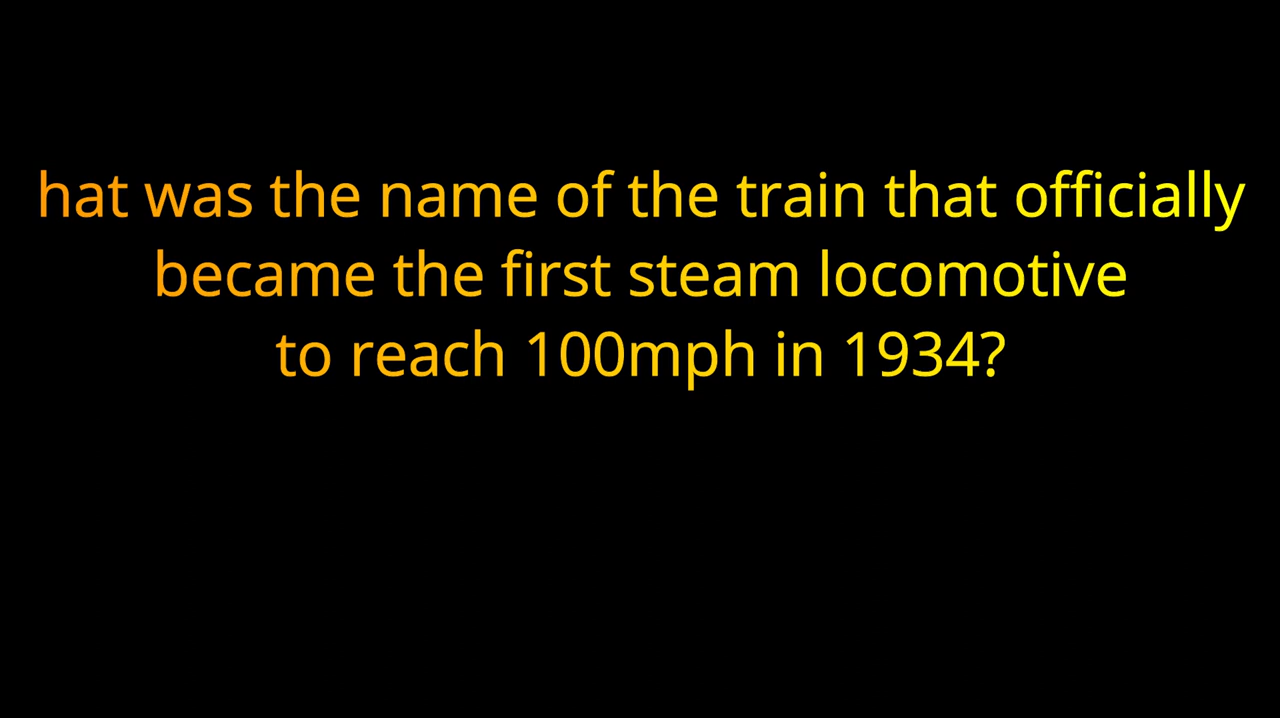 hat was the name of the train that officially
became the first steam locomotive
to reach 100mph in 1934?